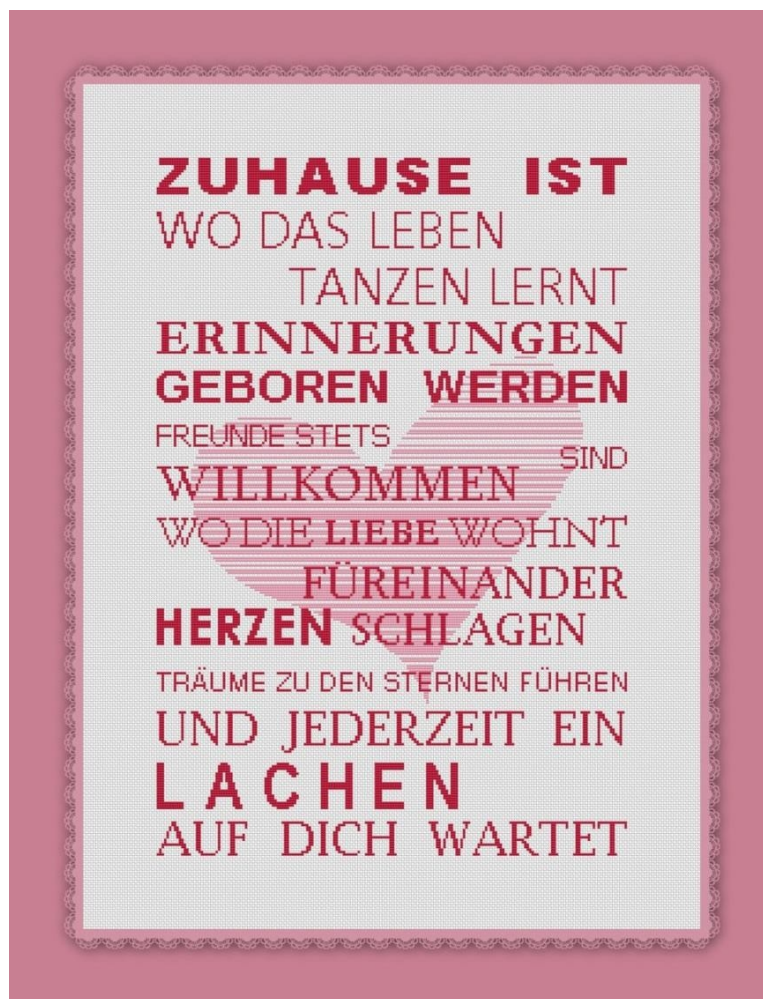 ZUHAUSE IST
WO DAS LEBEN
TANZEN LERNT
ERINNERUNGEN
GEBOREN WERDEN
FREUNDE STETS
SIND
WILLKOMMEN
WO DIE LIEBE WOHNT
FÜREINANDER
HERZEN SCHLAGEN
TRÄUME ZU DEN STERNEN FÜHREN
UND JEDERZEIT EIN
LACHEN
AUF DICH WARTET